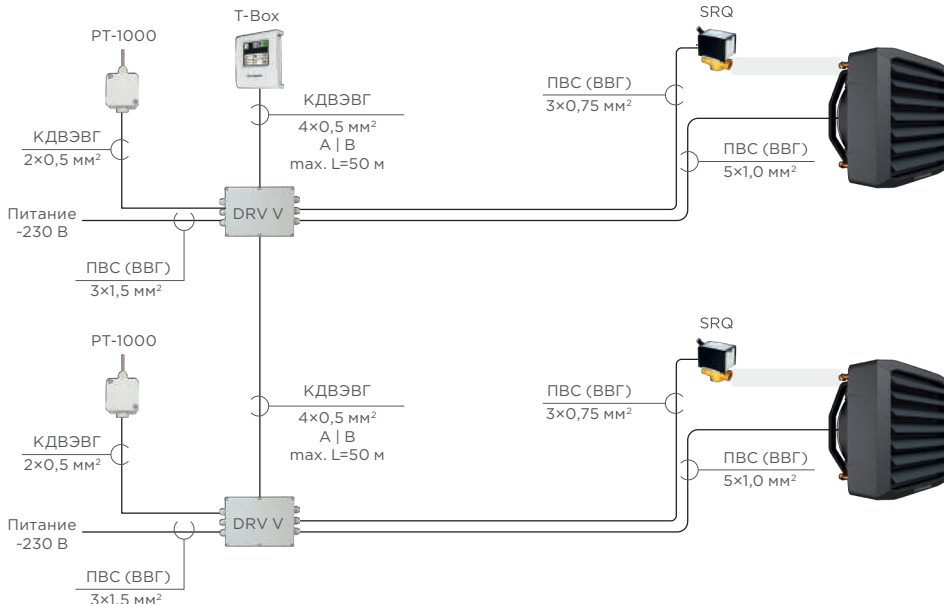 T-Box
SRQ
PT-1000
КДВЭВГ
2×0,5 мм²
КДВЭВГ
4×0,5 мм²
A | B
max. L=50 м
ПВС (ВВГ)
3×0,75 мм²
ПВС (ВВГ)
5×1,0 мм²
Питание
~230 В
DRV V
ПВС (ВВГ)
3×1,5 мм²
SRQ
PT-1000
КДВЭВГ
2×0,5 мм²
КДВЭВГ
4×0,5 мм²
A | B
max. L=50 м
ПВС (ВВГ)
3×0,75 мм²
ПВС (ВВГ)
5×1,0 мм²
Питание
~230 В
DRV V
ПВС (ВВГ)
3×1,5 мм²